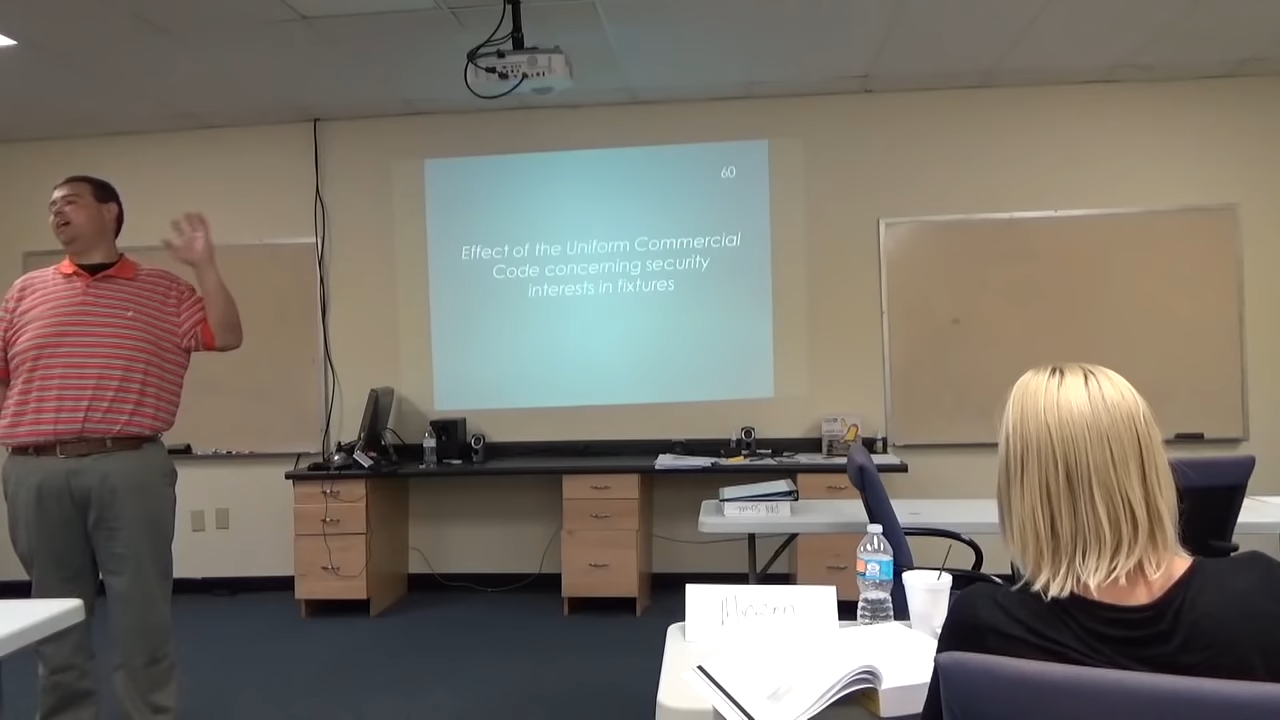 60
Effect of the Uniform Commercial
Code concerning security
interests in fixtures